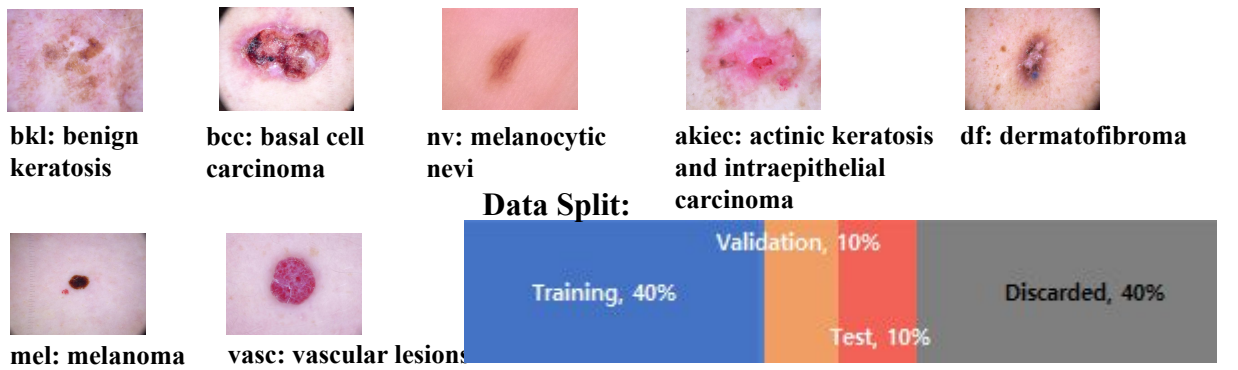 bkl: benign
keratosis
bcc: basal cell
carcinoma
nv: melanocytic
nevi
akiec: actinic keratosis
and intraepithelial
carcinoma
df: dermatofibroma
mel: melanoma
vasc: vascular lesions
Data Split:
Training, 40%
Validation, 10%
Test, 10%
Discarded, 40%